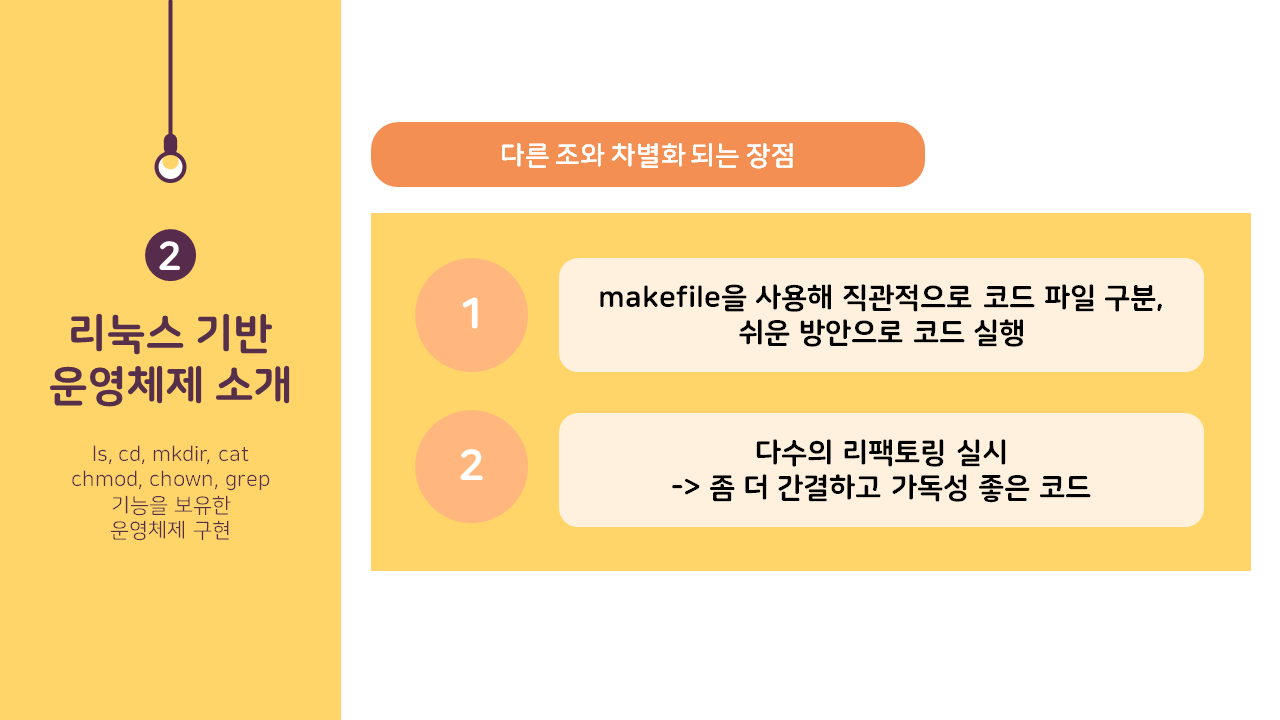 2
리눅스 기반
운영체제 소개
ls, cd, mkdir, cat
chmod, chown, grep
기능을 보유한
운영체제 구현
다른 조와 차별화 되는 장점
1
makefile을 사용해 직관적으로 코드 파일 구분,
쉬운 방안으로 코드 실행
2
다수의 리팩토링 실시
-> 좀 더 간결하고 가독성 좋은 코드